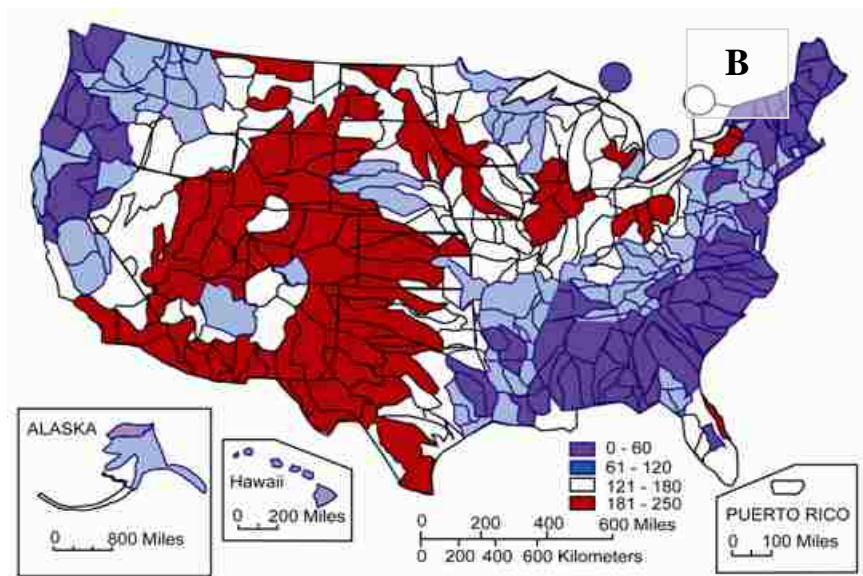 B
ALASKA
0 800 Miles
Hawaii
0 200 Miles
0 - 60
61 - 120
121 - 180
181 - 250
0 200 400 600 Miles
0 200 400 600 Kilometers
PUERTO RICO
0 100 Miles